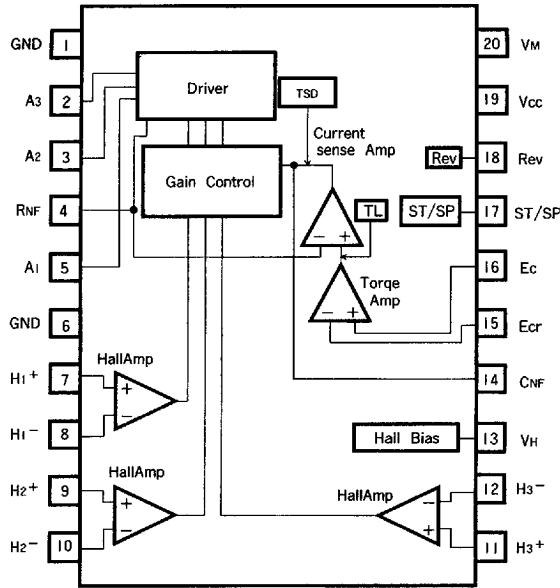 GND 1
A3 2
A2 3
RNF 4
A1 5
GND 6
H1+ 7
H1− 8
H2+ 9
H2− 10
Driver
TSD
Current
sense Amp
Gain Control
TL
− +
Torqe
Amp
− +
HallAmp
+
−
HallAmp
+
−
HallAmp
−
+
Rev
ST/SP
Hall Bias
20 VM
19 Vcc
18 Rev
17 ST/SP
16 Ec
15 Ecr
14 CNF
13 VH
12 H3−
11 H3+